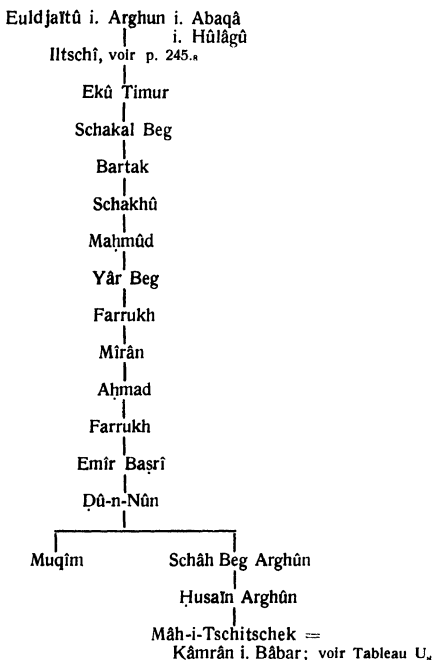 Euldjaïtû i. Arghun i. Abaqâ
i. Hûlâgû
Iltschî, voir p. 245.₈
Ekû Timur
Schakal Beg
Bartak
Schakhû
Maḥmûd
Yâr Beg
Farrukh
Mîrân
Aḥmad
Farrukh
Emîr Baṣrî
Ḍû-n-Nûn
Muqîm Schâh Beg Arghûn
Ḥusaïn Arghûn
Mâh-i-Tschitschek =
Kâmrân i. Bâbar; voir Tableau U.